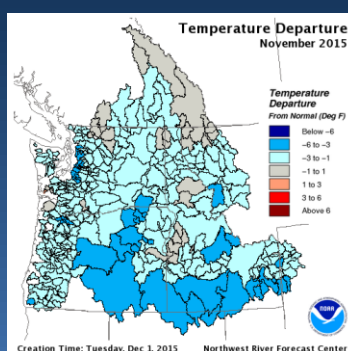 Temperature Departure
November 2015
Temperature
Departure
From Normal (Deg F)
Below -6
-6 to -3
-3 to -1
-1 to 1
1 to 3
3 to 6
Above 6
NOAA
Creation Time: Tuesday, Dec 1, 2015 Northwest River Forecast Center